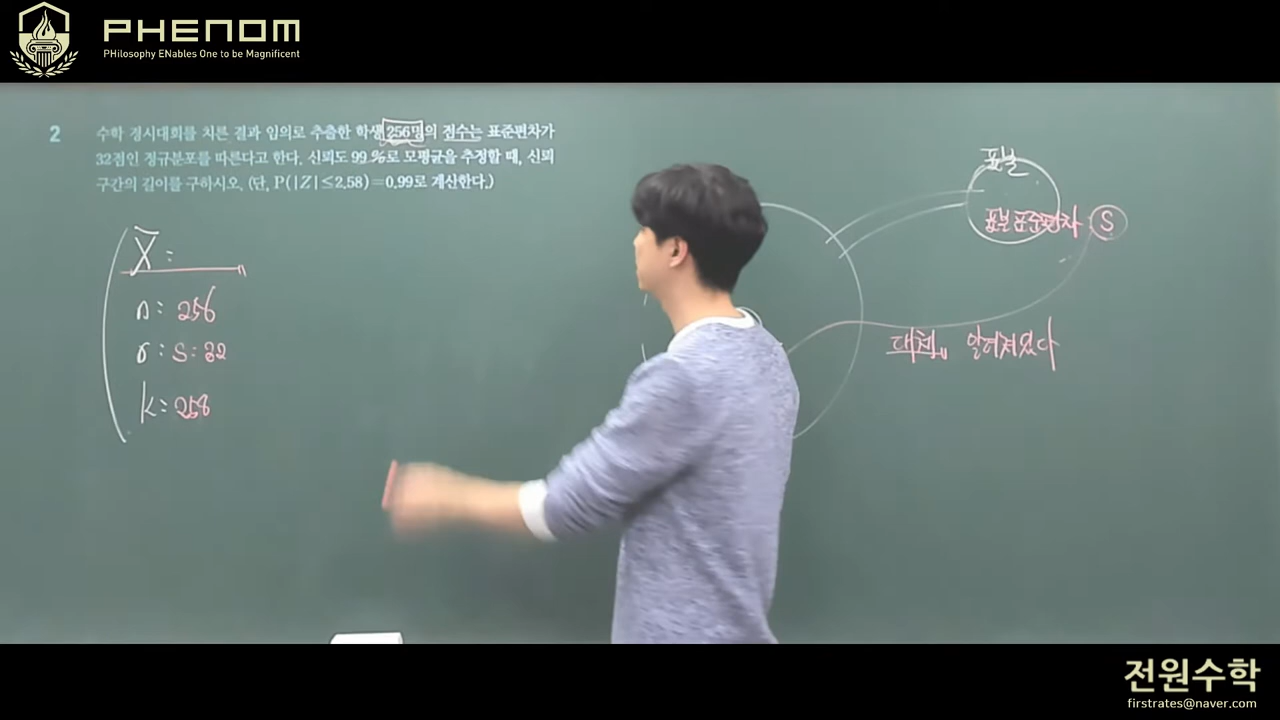 PHENOM
PHilosophy ENables One to be Magnificent
2 수학 경시대회를 치른 결과 임의로 추출한 학생 256명의 점수는 표준편차가
32점인 정규분포를 따른다고 한다. 신뢰도 99 %로 모평균을 추정할 때, 신뢰
구간의 길이를 구하시오. (단, P(|Z|≤2.58)=0.99로 계산한다.)
X̄ :
n : 256
σ : S = 32
k = 2.58
표본
표본표준편차 S
대체 알려져있다
전원수학
firstrates@naver.com